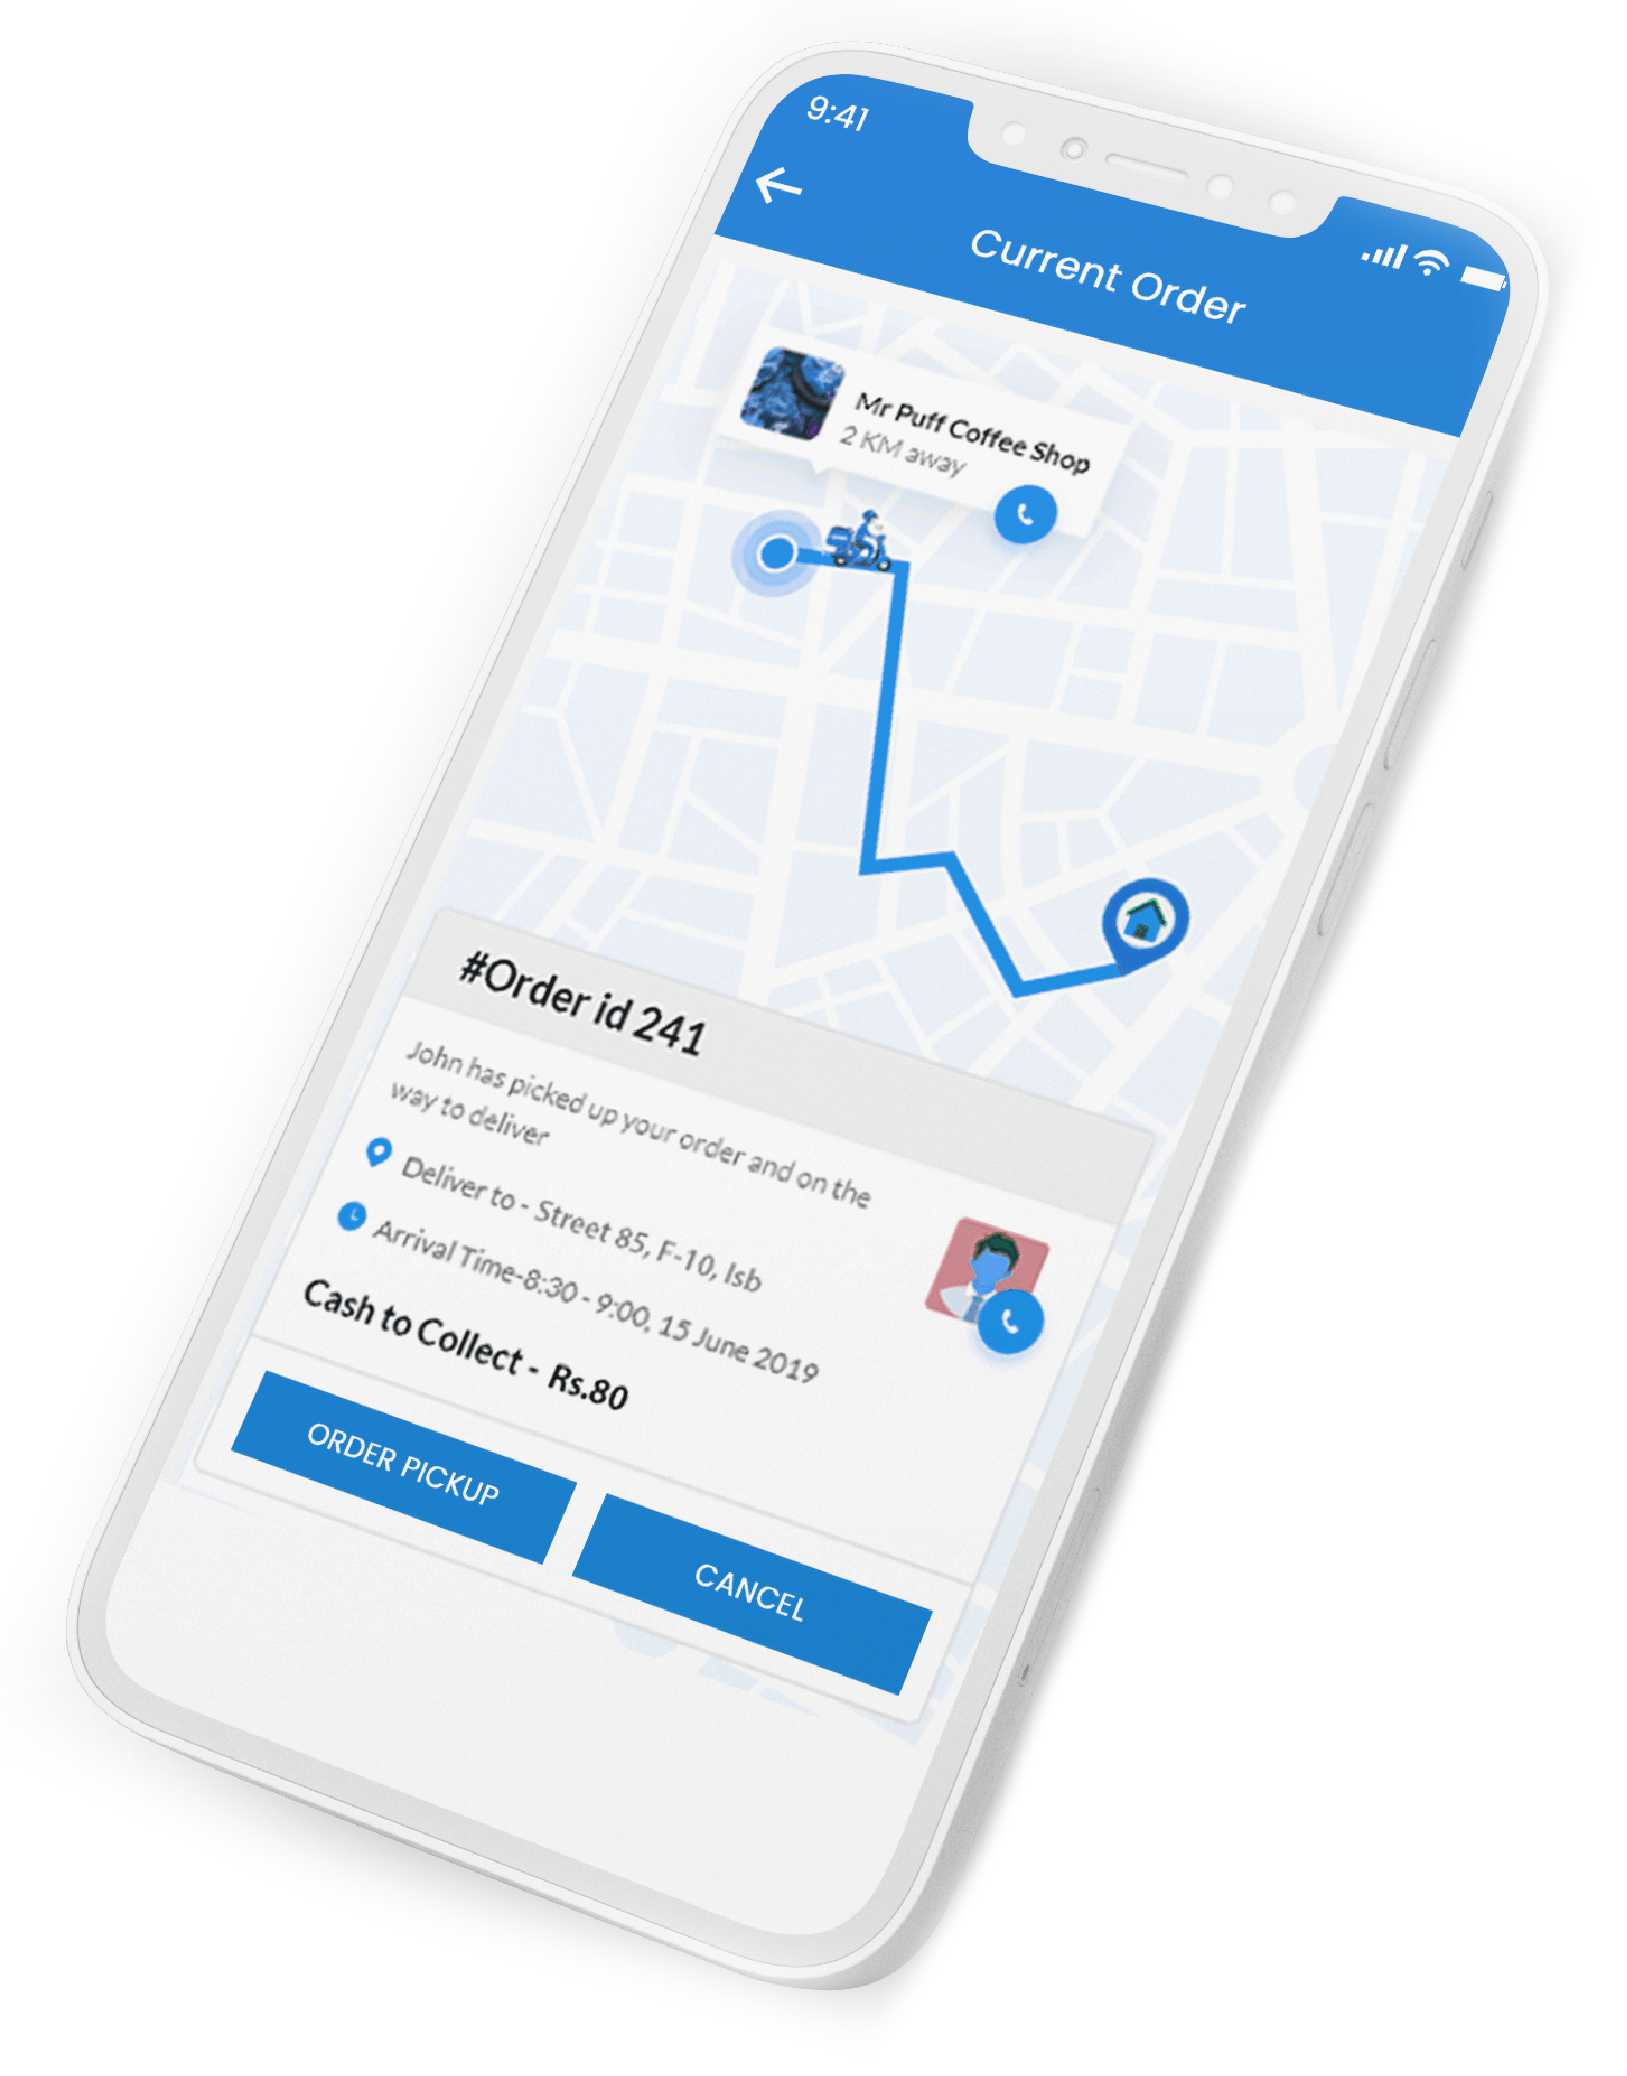 9:41
Current Order
Mr Puff Coffee Shop
2 KM away
#Order id 241
John has picked up your order and on the
way to deliver
Deliver to - Street 85, F-10, Isb
Arrival Time-8:30 - 9:00, 15 June 2019
Cash to Collect - Rs.80
ORDER PICKUP
CANCEL